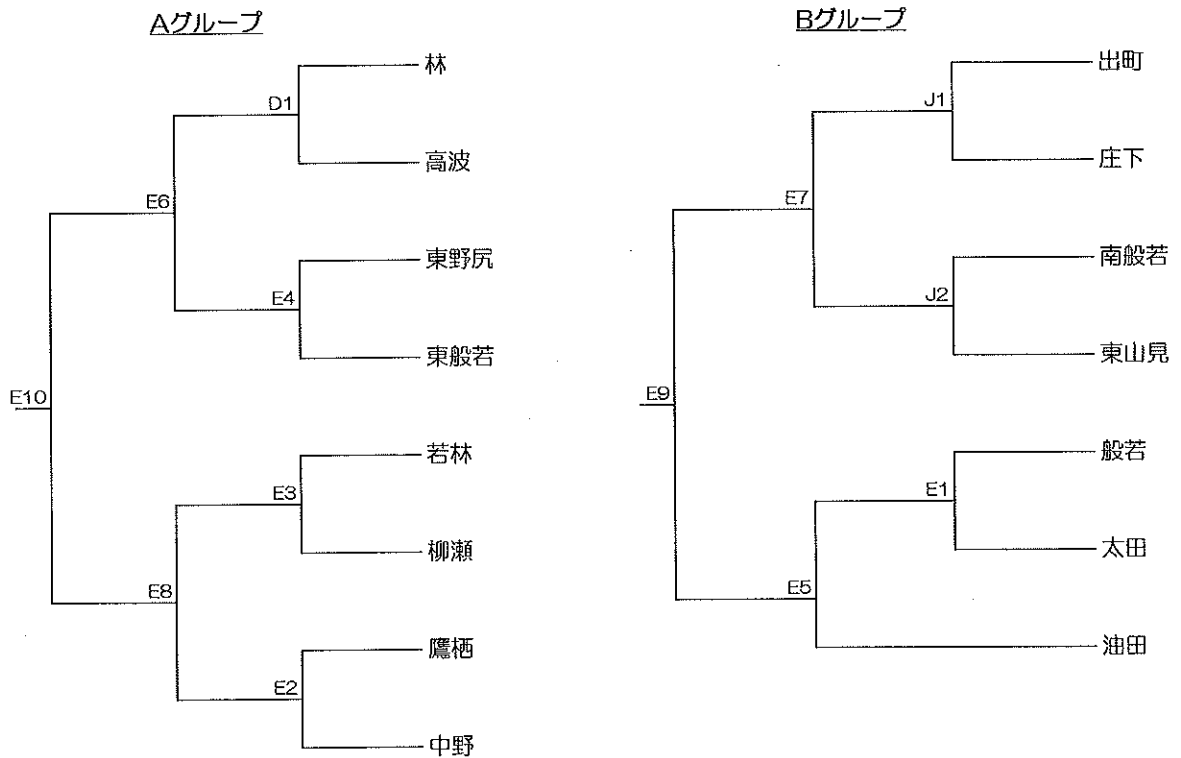 Aグループ
林
D1
高波
E6
東野尻
E4
東般若
E10
若林
E3
柳瀬
E8
鷹栖
E2
中野
Bグループ
出町
J1
庄下
E7
南般若
J2
東山見
E9
般若
E1
太田
E5
油田